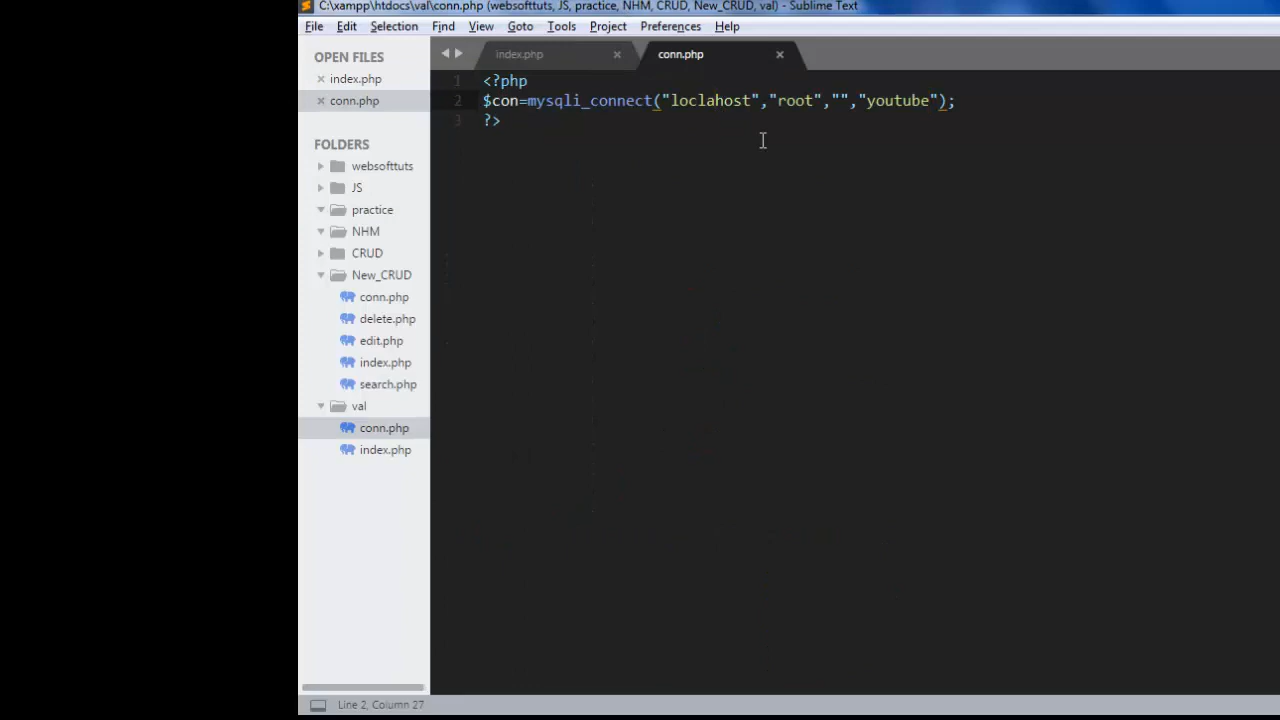 C:\xampp\htdocs\val\conn.php (websofttuts, JS, practice, NHM, CRUD, New_CRUD, val) - Sublime Text
File Edit Selection Find View Goto Tools Project Preferences Help
OPEN FILES
index.php
conn.php
FOLDERS
websofttuts
JS
practice
NHM
CRUD
New_CRUD
conn.php
delete.php
edit.php
index.php
search.php
val
conn.php
index.php
index.php conn.php
1 <?php
2 $con=mysqli_connect("loclahost","root","","youtube");
3 ?>
Line 2, Column 27